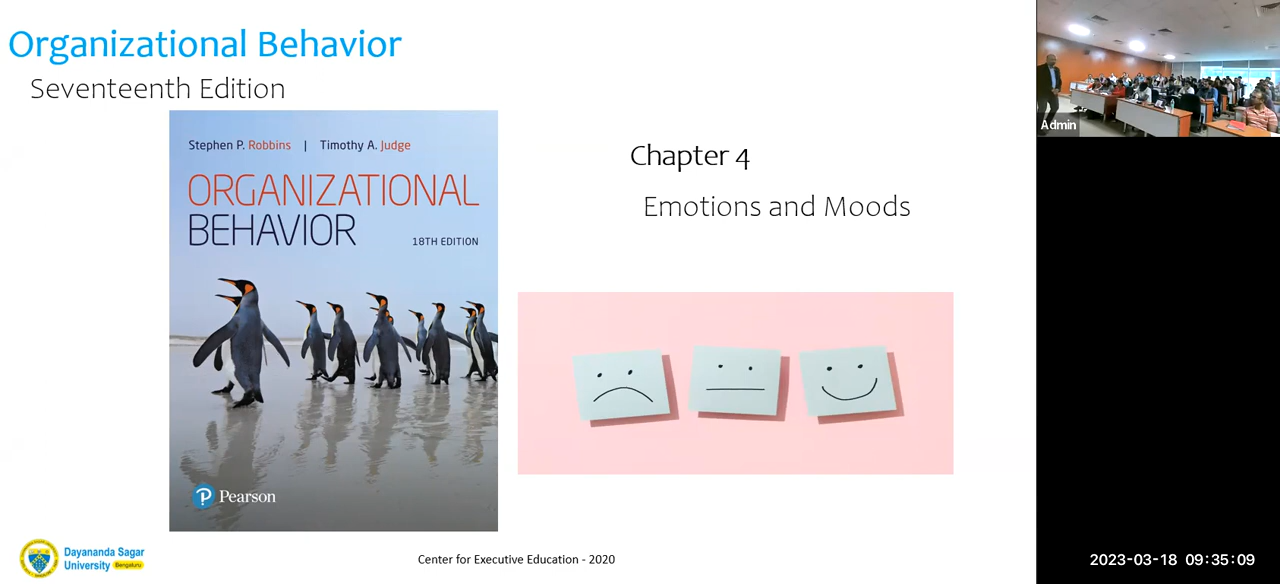 Organizational Behavior
Seventeenth Edition
Stephen P. Robbins | Timothy A. Judge
ORGANIZATIONAL
BEHAVIOR
18TH EDITION
Pearson
Chapter 4
Emotions and Moods
Dayananda Sagar
University Bengaluru
Center for Executive Education - 2020
Admin
2023-03-18 09:35:09